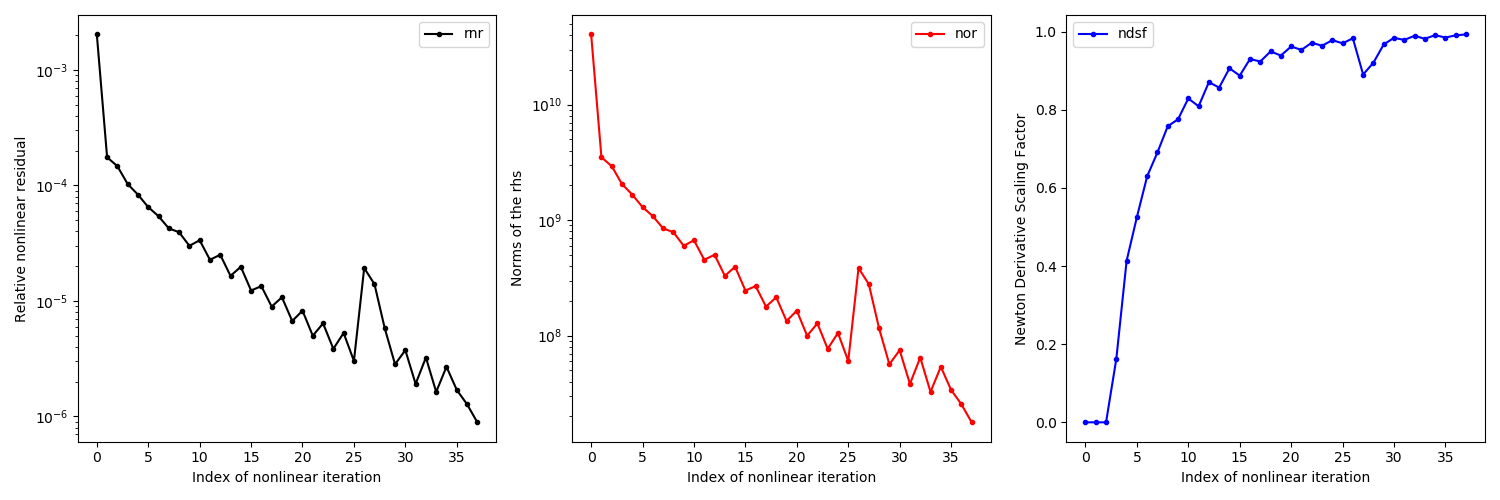 rnr
10⁻³
10⁻⁴
10⁻⁵
10⁻⁶
Relative nonlinear residual
0 5 10 15 20 25 30 35
Index of nonlinear iteration
nor
10¹⁰
10⁹
10⁸
Norms of the rhs
0 5 10 15 20 25 30 35
Index of nonlinear iteration
ndsf
1.0
0.8
0.6
0.4
0.2
0.0
Newton Derivative Scaling Factor
0 5 10 15 20 25 30 35
Index of nonlinear iteration